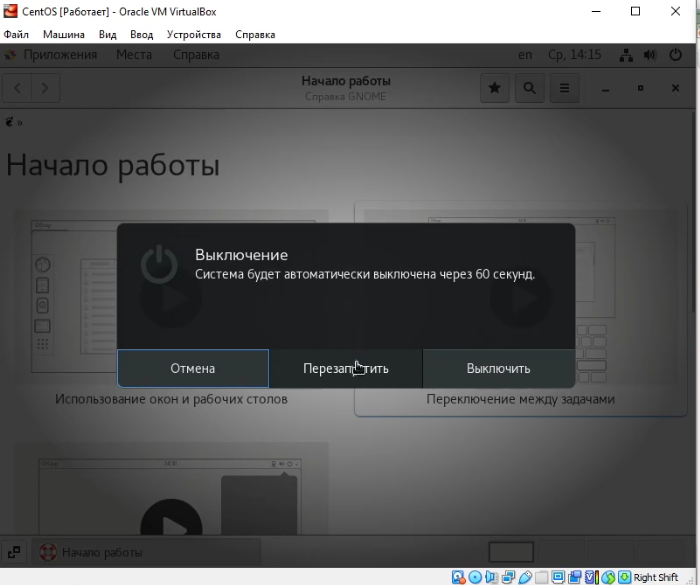 CentOS [Работает] - Oracle VM VirtualBox
Файл Машина Вид Ввод Устройства Справка
Приложения Места Справка en Ср, 14:15
Начало работы
Справка GNOME
»
Начало работы
Выключение
Система будет автоматически выключена через 60 секунд.
Отмена Перезапустить Выключить
Использование окон и рабочих столов Переключение между задачами
Начало работы
Right Shift